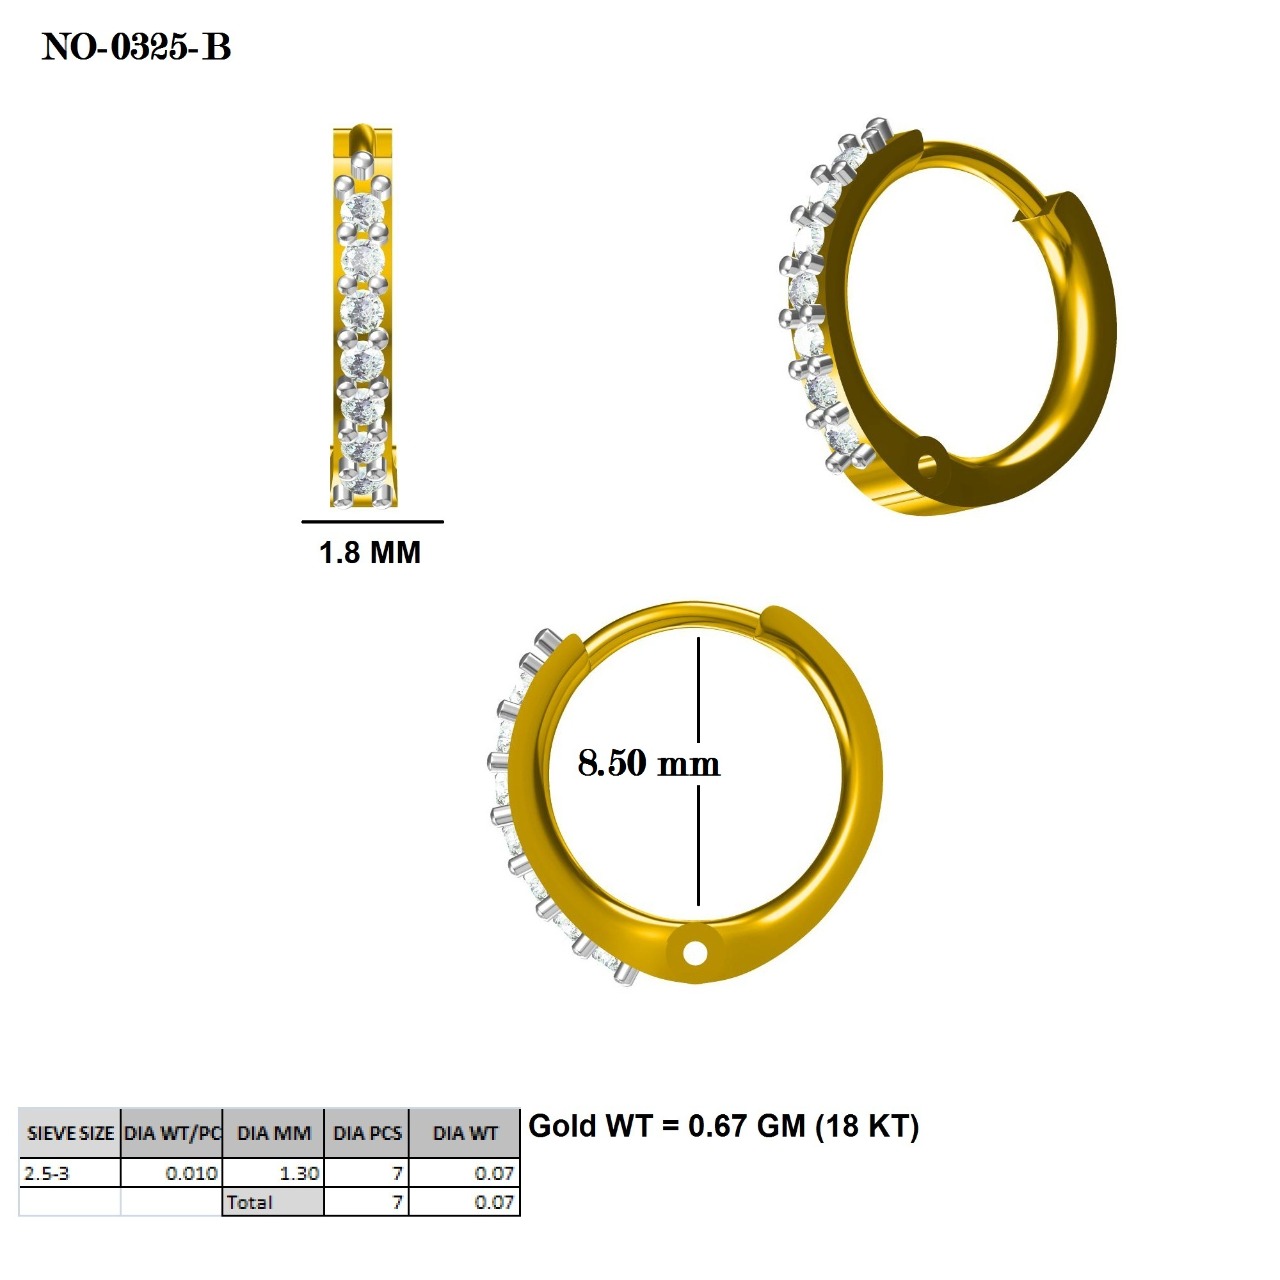 NO-0325-B
1.8 MM
8.50 mm
SIEVE SIZE DIA WT/PC DIA MM DIA PCS DIA WT
2.5-3 0.010 1.30 7 0.07
Total 7 0.07
Gold WT = 0.67 GM (18 KT)